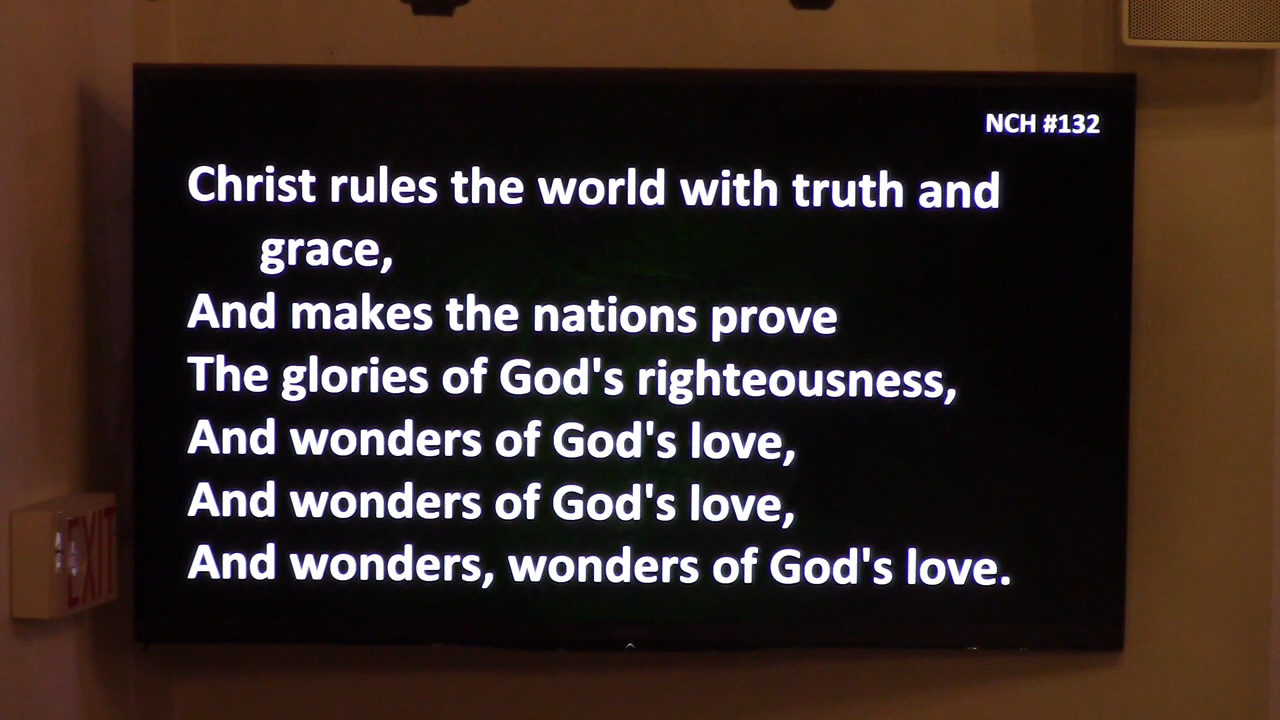 NCH #132
Christ rules the world with truth and
grace,
And makes the nations prove
The glories of God's righteousness,
And wonders of God's love,
And wonders of God's love,
And wonders, wonders of God's love.
EXIT